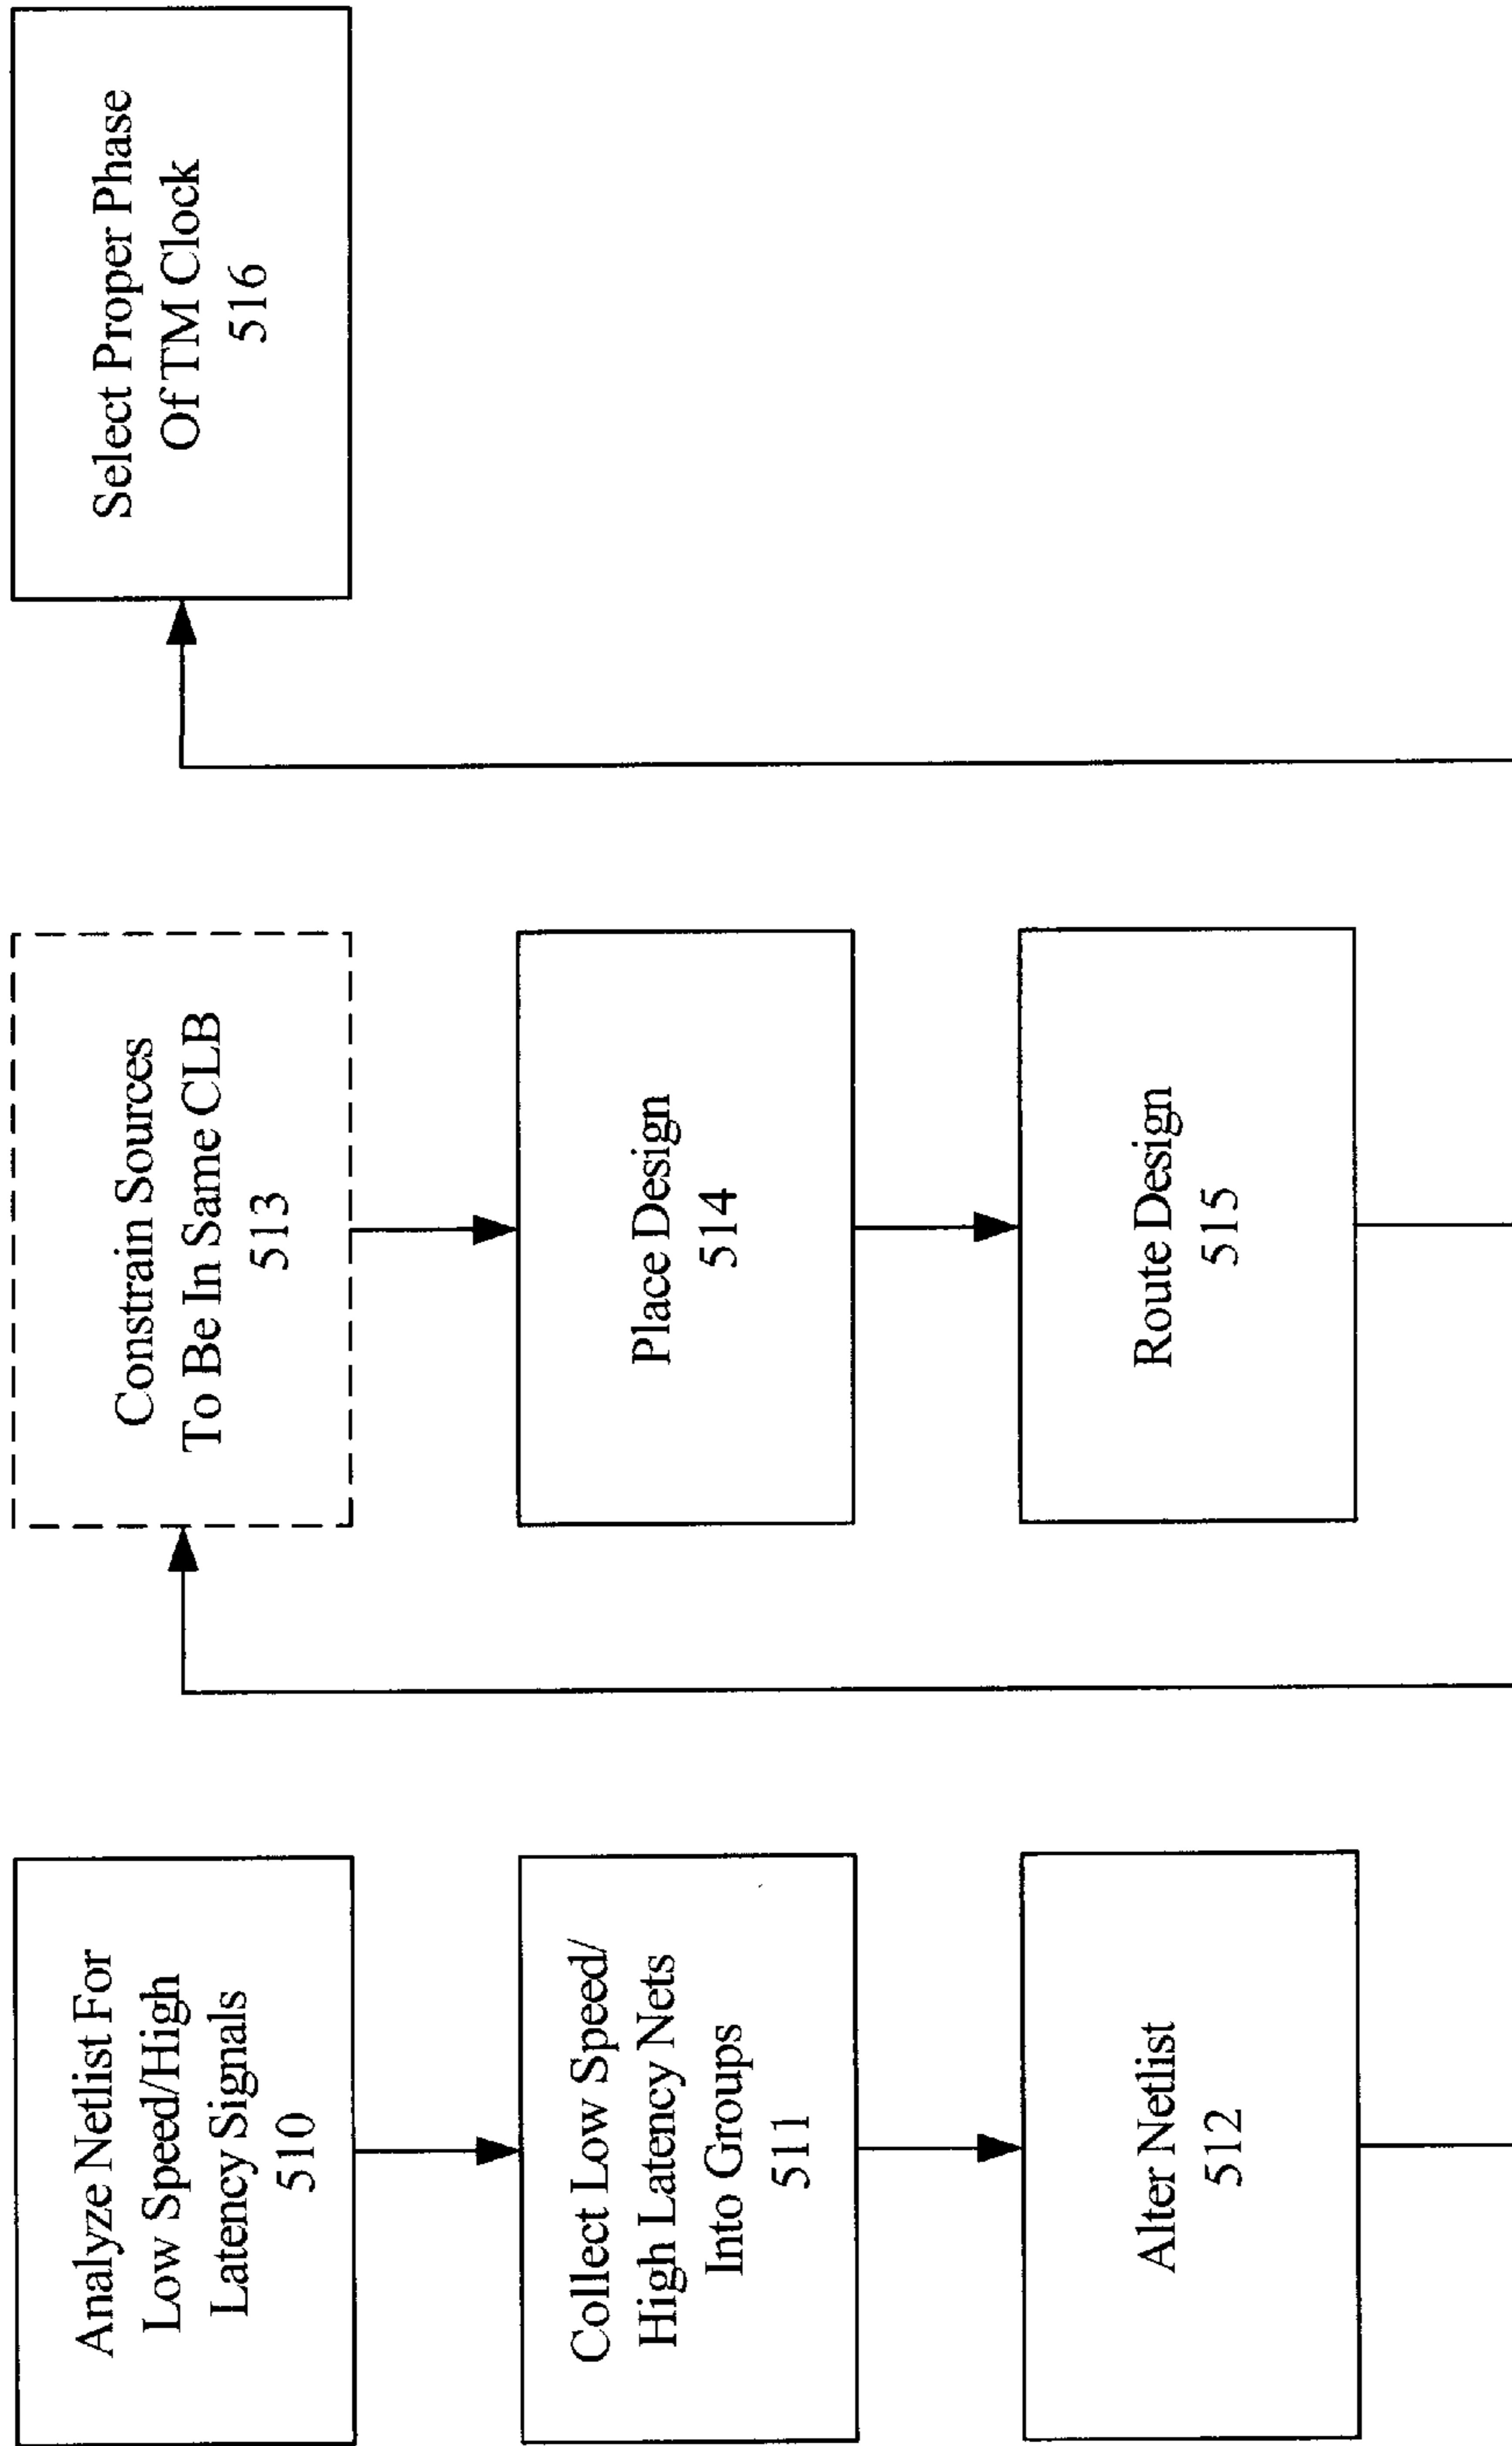 Analyze Netlist For
Low Speed/High
Latency Signals
510
Collect Low Speed/
High Latency Nets
Into Groups
511
Alter Netlist
512
Constrain Sources
To Be In Same CLB
513
Place Design
514
Route Design
515
Select Proper Phase
Of TM Clock
516